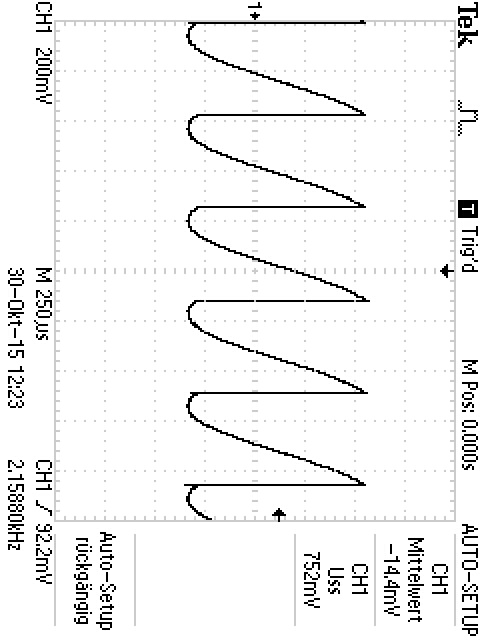 Tek
T Trig'd
M Pos: 0.000s
AUTO-SETUP
CH1
Mittelwert
-14.4mV
CH1
Uss
752mV
Auto-Setup
rückgängig
1
CH1 200mV
M 250µs
CH1 / 92.2mV
30-Okt-15 12:23
2.15880kHz